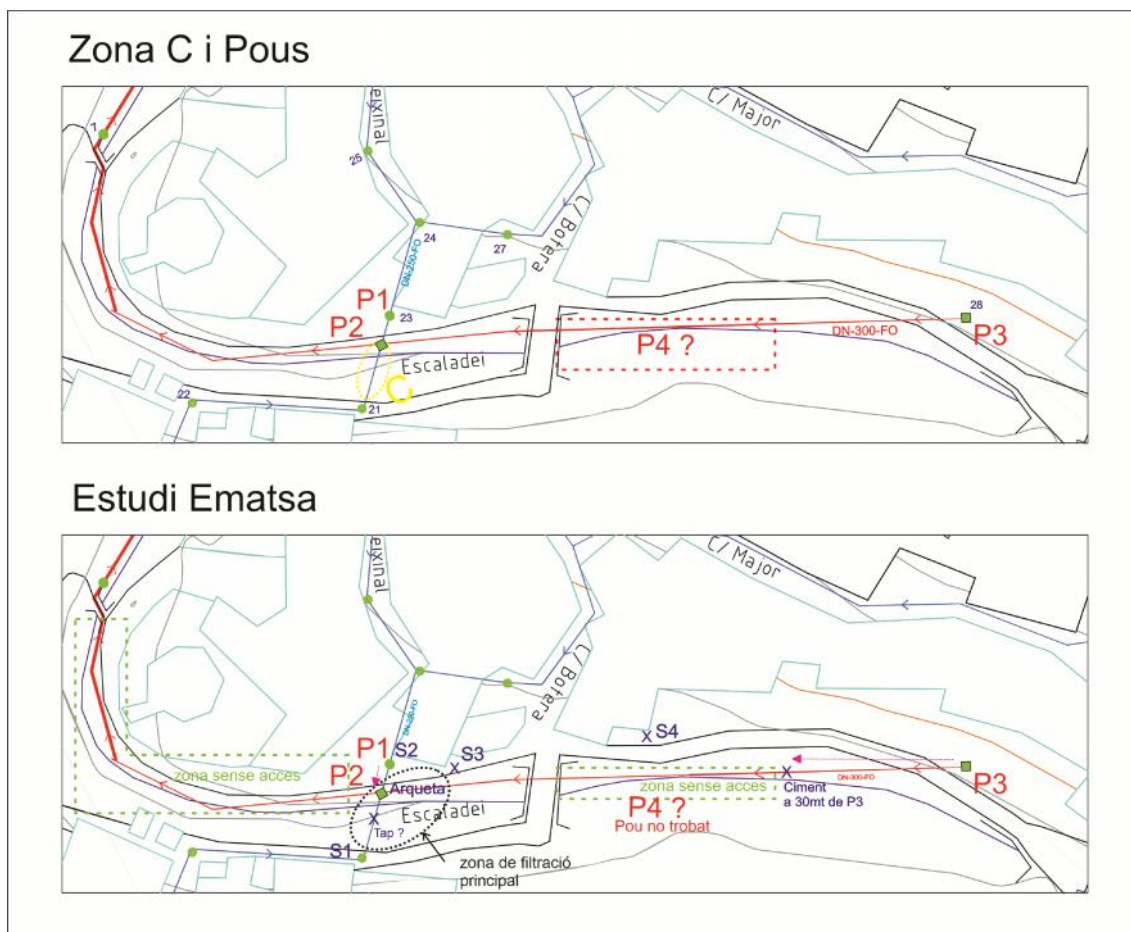 Zona C i Pous
7
eixinal
25
24
27
C/ Botera
C/ Major
DN-250-FO
P1
23
P2
Escaladei
C
22
21
P4 ?
DN-300-FO
28
P3
Estudi Ematsa
eixinal
C/ Botera
C/ Major
P1
S2
S3
S4
zona sense acces
P2
Arqueta
Escaladei
Tap ?
S1
zona de filtració
principal
zona sense acces
P4 ?
Pou no trobat
DN-300-FO
Ciment
a 30mt de P3
P3